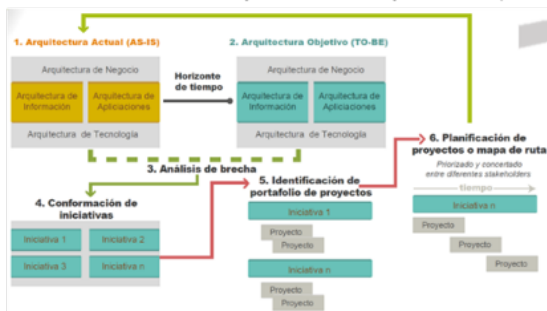 1. Arquitectura Actual (AS-IS)
2. Arquitectura Objetivo (TO-BE)
Arquitectura de Negocio
Arquitectura de
Información
Arquitectura de
Aplicaciones
Arquitectura de Tecnología
Horizonte
de tiempo
Arquitectura de Negocio
Arquitectura de
Información
Arquitectura de
Aplicaciones
Arquitectura de Tecnología
3. Análisis de brecha
4. Conformación de
iniciativas
Iniciativa 1
Iniciativa 2
Iniciativa 3
Iniciativa n
5. Identificación de
portafolio de proyectos
Iniciativa 1
Proyecto
Proyecto
Iniciativa n
Proyecto
Proyecto
6. Planificación de
proyectos o mapa de ruta
Priorizado y concertado
entre diferentes stakeholders
tiempo
Iniciativa n
Proyecto
Proyecto
Proyecto